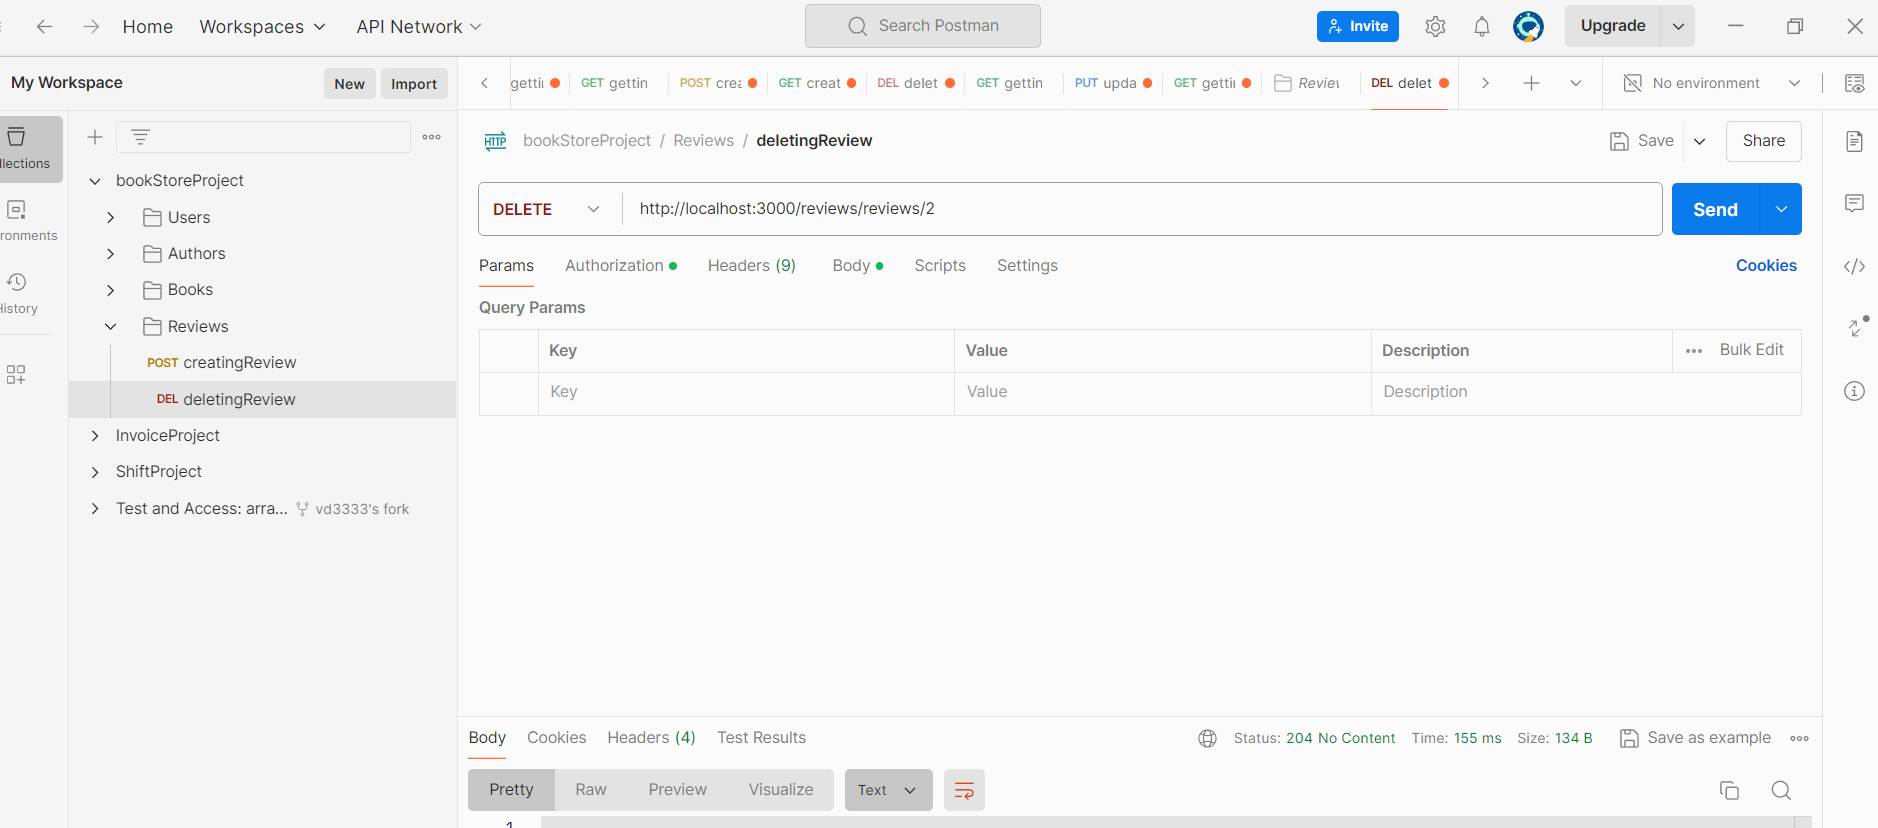 Home Workspaces API Network Search Postman Invite Upgrade
My Workspace New Import
getti GET gettin POST crea GET creat DEL delet GET gettin PUT upda GET getti Review DEL delet No environment
llections
ronments
History
bookStoreProject
Users
Authors
Books
Reviews
POST creatingReview
DEL deletingReview
InvoiceProject
ShiftProject
Test and Access: arra... vd3333's fork
HTTP bookStoreProject / Reviews / deletingReview Save Share
DELETE http://localhost:3000/reviews/reviews/2 Send
Params Authorization Headers (9) Body Scripts Settings Cookies
Query Params
Key Value Description Bulk Edit
Key Value Description
Body Cookies Headers (4) Test Results Status: 204 No Content Time: 155 ms Size: 134 B Save as example
Pretty Raw Preview Visualize Text
1